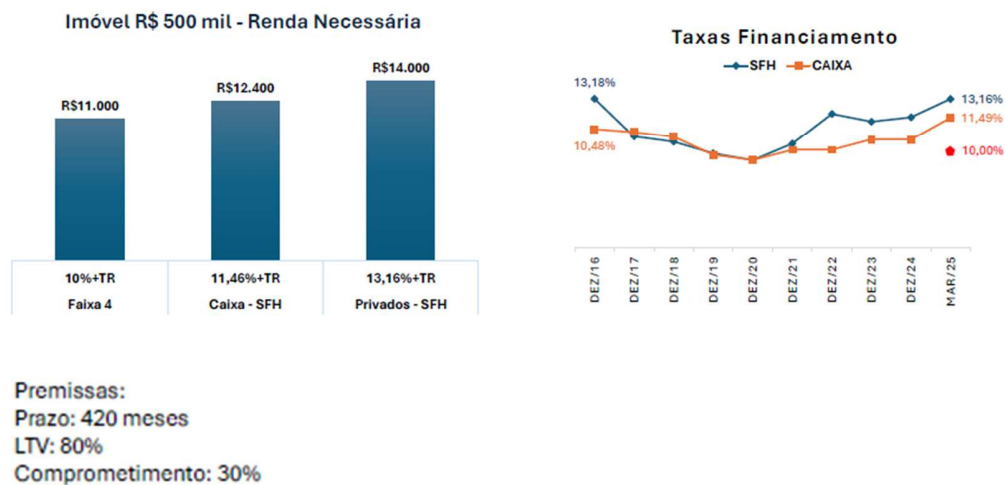 Imóvel R$ 500 mil - Renda Necessária
R$11.000
R$12.400
R$14.000
10%+TR
11,46%+TR
13,16%+TR
Faixa 4
Caixa - SFH
Privados - SFH
Taxas Financiamento
SFH
CAIXA
13,18%
10,48%
13,16%
11,49%
10,00%
DEZ/16
DEZ/17
DEZ/18
DEZ/19
DEZ/20
DEZ/21
DEZ/22
DEZ/23
DEZ/24
MAR/25
Premissas:
Prazo: 420 meses
LTV: 80%
Comprometimento: 30%